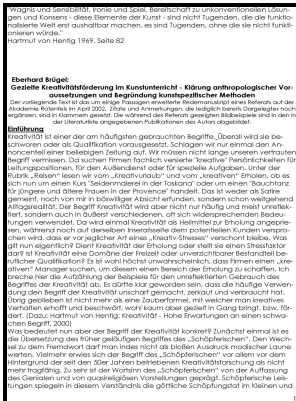 "Wagnis und Sensibilität, Ironie und Spiel, Bereitschaft zu unkonventionellen Lösun-
gen und Konsens - diese Elemente der Kunst - sind nicht Tugenden, die die funktio-
nalisierte Welt erst aushaltbar machen, es sind Tugenden, ohne die sie nicht funkti-
onieren würde."
Hartmut von Hentig 1969, Seite 82
Eberhard Brügel:
Gezielte Kreativitätsförderung im Kunstunterricht - Klärung anthropologischer Vor-
aussetzungen und Begründung kunstspezifischer Methoden
Der vorliegende Text ist das um einige Passagen erweiterte Redemanuskript eines Referats auf der
Akademie Rotenfels im April 2002. Zitate und Anmerkungen, die lediglich bereits Dargelegtes noch
ergänzen, sind in Klammern gesetzt. Die während des Referats gezeigten Bildbeispiele sind in den in
der Literaturliste angegebenen Publikationen des Autors abgebildet.
Einführung
Kreativität ist einer der am häufigsten gebrauchten Begriffe. Überall wird sie be-
schworen oder als Qualifikation vorausgesetzt. Schlagen wir nur einmal den An-
noncenteil einer beliebigen Zeitung auf. Wir müssen nicht lange unseren vertrauten
Begriff vermissen. Da suchen Firmen fachlich versierte "kreative" Persönlichkeiten für
Leitungspositionen, für den Außendienst oder für spezielle Aufgaben. Unter der
Rubrik „Reisen" lesen wir vom „Kreativurlaub" und vom „kreativen" Erholen, ob es
sich nun um einen Kurs "Seidenmalerei in der Toskana" oder um einen "Bauchtanz
für jüngere und ältere Frauen in der Provence" handelt. Das ist weder als Satire
gemeint, noch von mir in böswilliger Absicht erfunden, sondern schon weitgehend
Alltagsrealität. Der Begriff Kreativität wird aber nicht nur häufig und meist unreflek-
tiert, sondern auch in äußerst verschiedenen, oft sich widersprechenden Bedeu-
tungen verwendet. Da wird einmal Kreativität als Heilmittel zur Erholung angeprie-
sen, während noch auf derselben Inseratseite dem potentiellen Kunden verspro-
chen wird, dass er vor jeglicher Art eines „Kreativ-Stresses" verschont bleibe. Was
gilt nun eigentlich? Dient Kreativität der Erholung oder stellt sie einen Stressfaktor
dar? Ist Kreativität eine Domäne der Freizeit oder unverzichtbarer Bestandteil be-
ruflicher Qualifikation? Es ist wohl höchst unwahrscheinlich, dass Firmen einen „kre-
ativen" Manager suchen, um diesem einen Bereich der Erholung zu schaffen. Ich
breche hier die Aufzählung der Beispiele für den unreflektierten Gebrauch des
Begriffes der Kreativität ab. Es dürfte klar geworden sein, dass die häufige Verwen-
dung den Begriff der Kreativität unscharf gemacht, zerkaut und verbraucht hat.
Übrig geblieben ist nicht mehr als eine Zauberformel, mit welcher man kreatives
Verhalten erhofft und beschwört, wohl kaum aber gezielt in Gang bringt, bzw. för-
dert. (Dazu: Hartmut von Hentig: Kreativität - Hohe Erwartungen an einen schwa-
chen Begriff, 2000)
Was bedeutet nun aber der Begriff der Kreativität konkret? Zunächst einmal ist es
die Übersetzung des früher geläufigen Begriffes des „Schöpferischen". Den Wech-
sel zu dem Fremdwort darf man indes nicht als bloßen Ausdruck modischer Laune
werten. Vielmehr erwies sich der Begriff des "Schöpferischen" vor allem vor dem
Hintergrund der seit den 50er Jahren betriebenen Kreativitätsforschung als nicht
mehr tragfähig. Zu sehr ist der Wortsinn des „Schöpferischen" von der Auffassung
des Genialen und von quasireligiösen Vorstellungen geprägt. Schöpferische Leis-
tungen spiegeln in diesem Verständnis die göttliche Schöpfungstat im Kleinen und
1